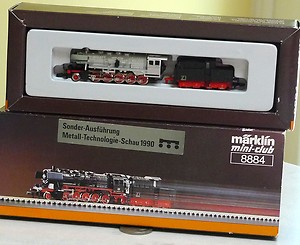 Sonder-Ausführung
Metall-Technologie-Schau 1990
märklin
mini-club
8884